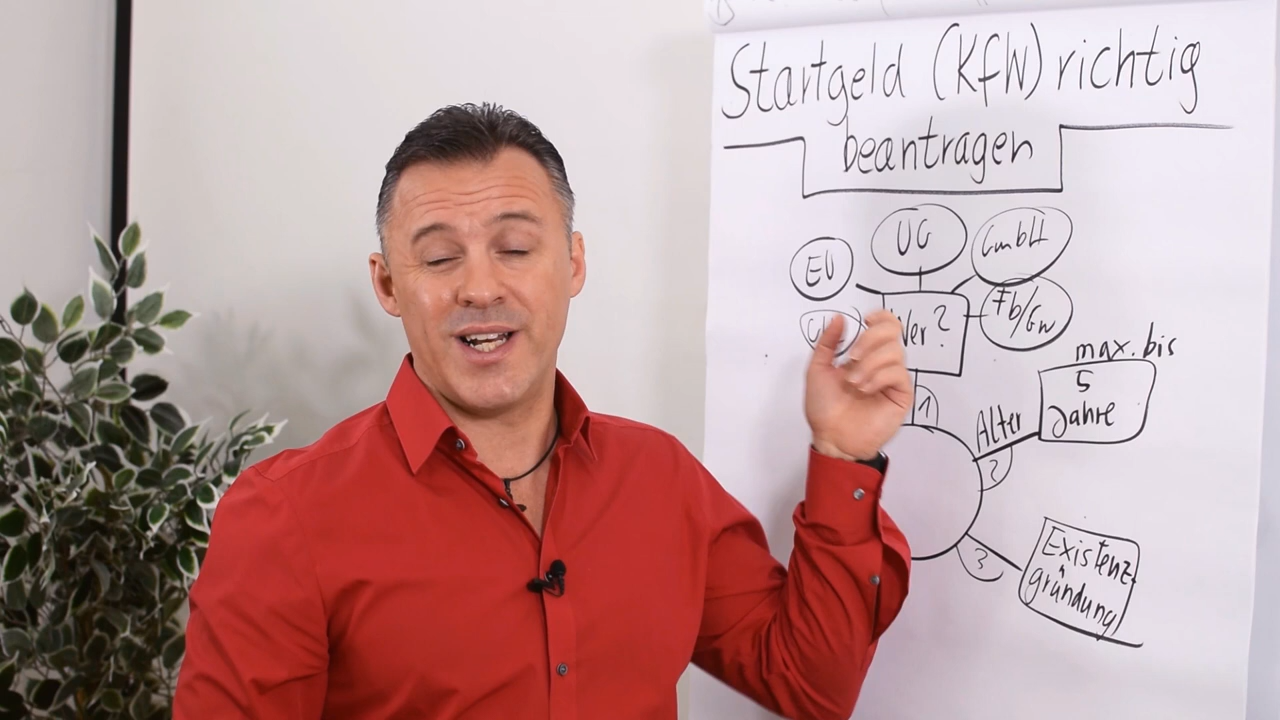 Startgeld (KfW) richtig
beantragen
EU
UG
GmbH
Fb/Gw
Wer?
1
max. bis
5
Jahre
Alter
2
3
Existenz
gründung